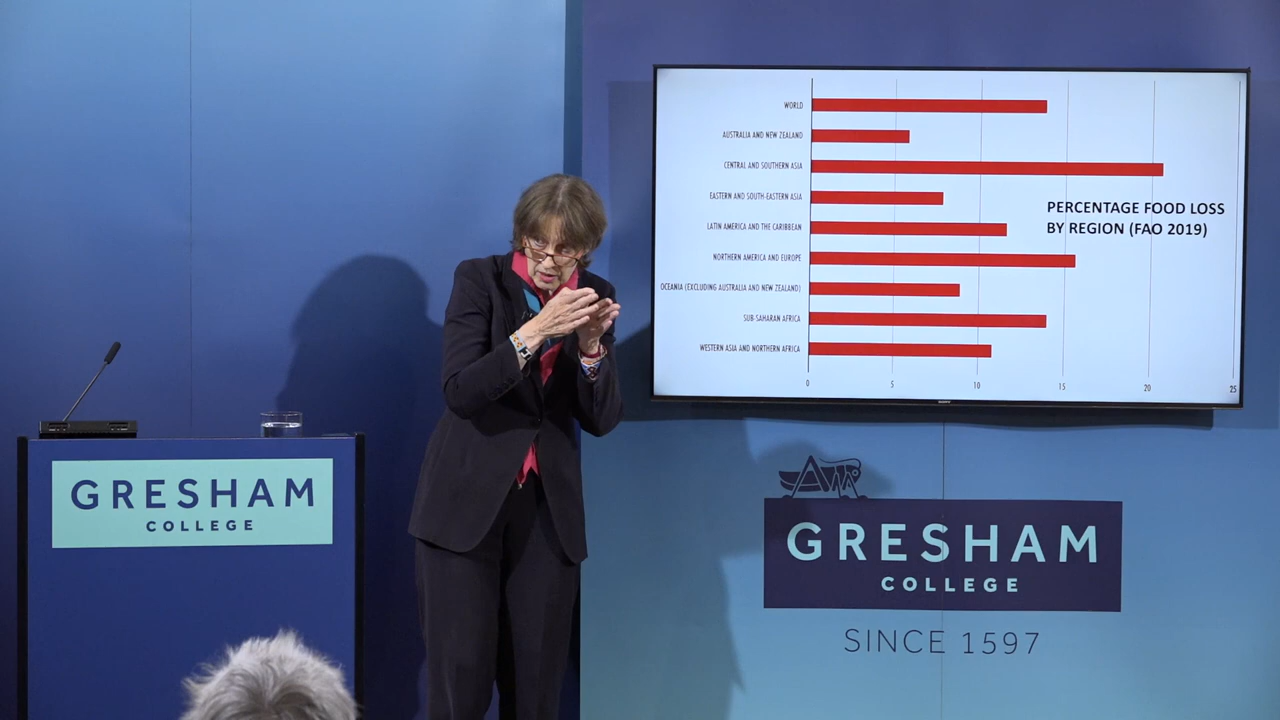 WORLD
AUSTRALIA AND NEW ZEALAND
CENTRAL AND SOUTHERN ASIA
EASTERN AND SOUTH-EASTERN ASIA
LATIN AMERICA AND THE CARIBBEAN
NORTHERN AMERICA AND EUROPE
OCEANIA (EXCLUDING AUSTRALIA AND NEW ZEALAND)
SUB-SAHARAN AFRICA
WESTERN ASIA AND NORTHERN AFRICA
0 5 10 15 20 25
PERCENTAGE FOOD LOSS
BY REGION (FAO 2019)
GRESHAM
COLLEGE
GRESHAM
COLLEGE
SINCE 1597